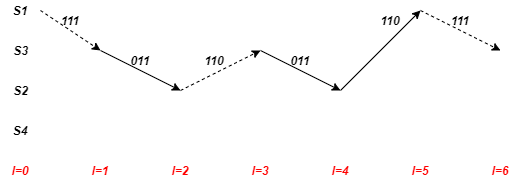 S1
111
110
111
S3
011
110
011
S2
S4
l=0 l=1 l=2 l=3 l=4 l=5 l=6